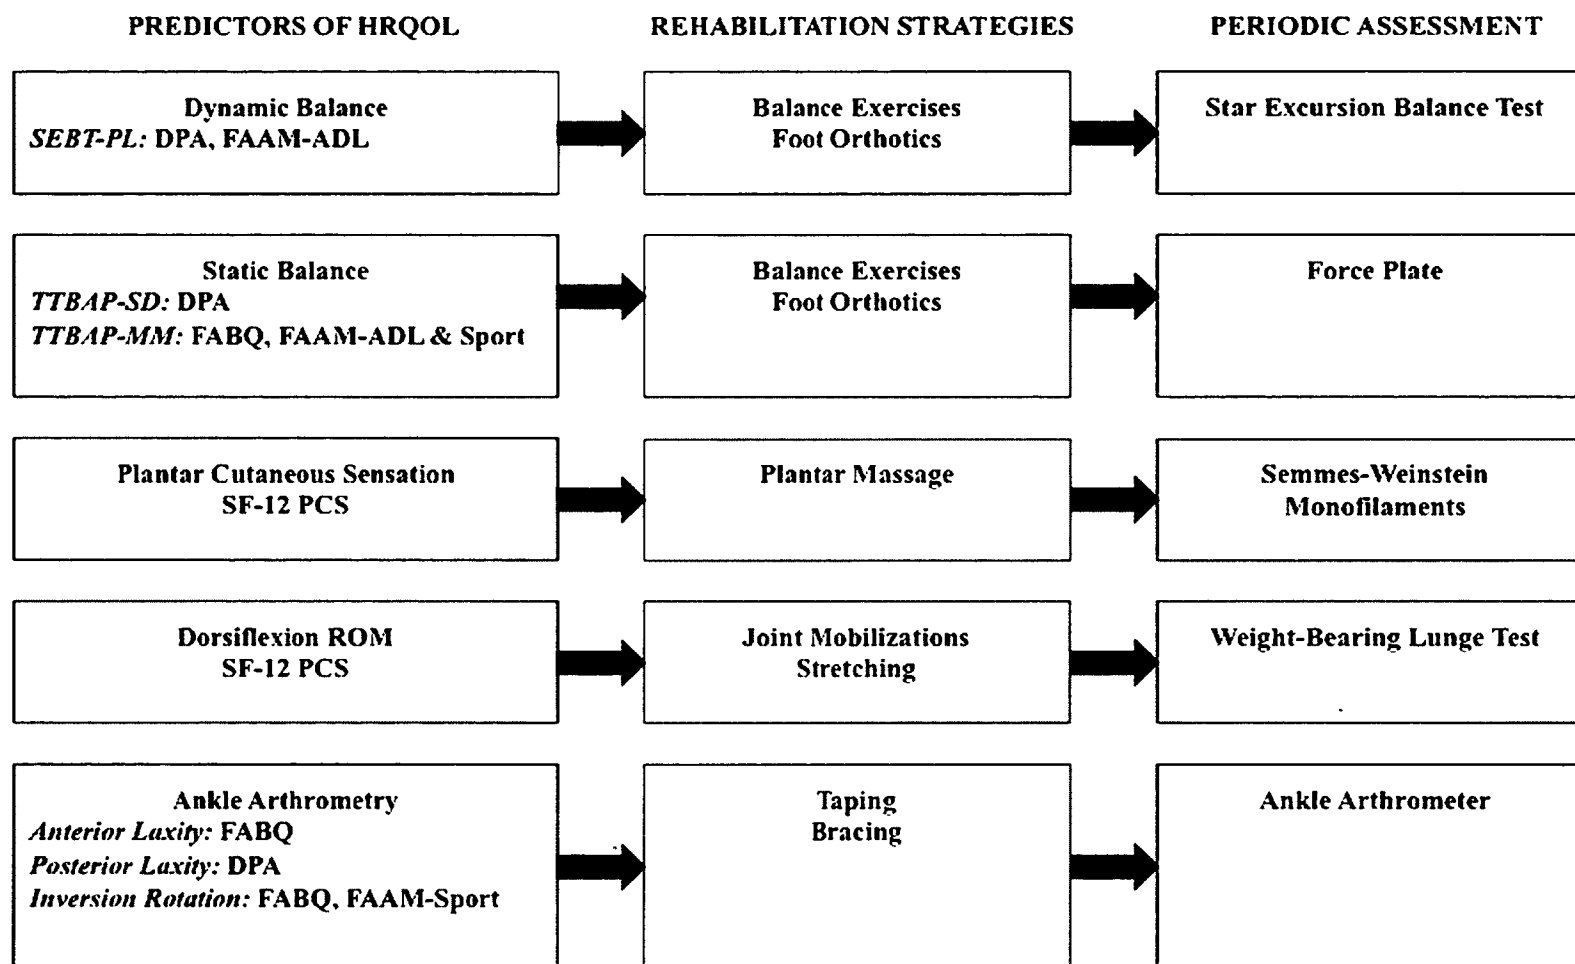 PREDICTORS OF HRQOL
REHABILITATION STRATEGIES
PERIODIC ASSESSMENT
Dynamic Balance
SEBT-PL: DPA, FAAM-ADL
Balance Exercises
Foot Orthotics
Star Excursion Balance Test
Static Balance
TTBAP-SD: DPA
TTBAP-MM: FABQ, FAAM-ADL & Sport
Balance Exercises
Foot Orthotics
Force Plate
Plantar Cutaneous Sensation
SF-12 PCS
Plantar Massage
Semmes-Weinstein
Monofilaments
Dorsiflexion ROM
SF-12 PCS
Joint Mobilizations
Stretching
Weight-Bearing Lunge Test
Ankle Arthrometry
Anterior Laxity: FABQ
Posterior Laxity: DPA
Inversion Rotation: FABQ, FAAM-Sport
Taping
Bracing
Ankle Arthrometer